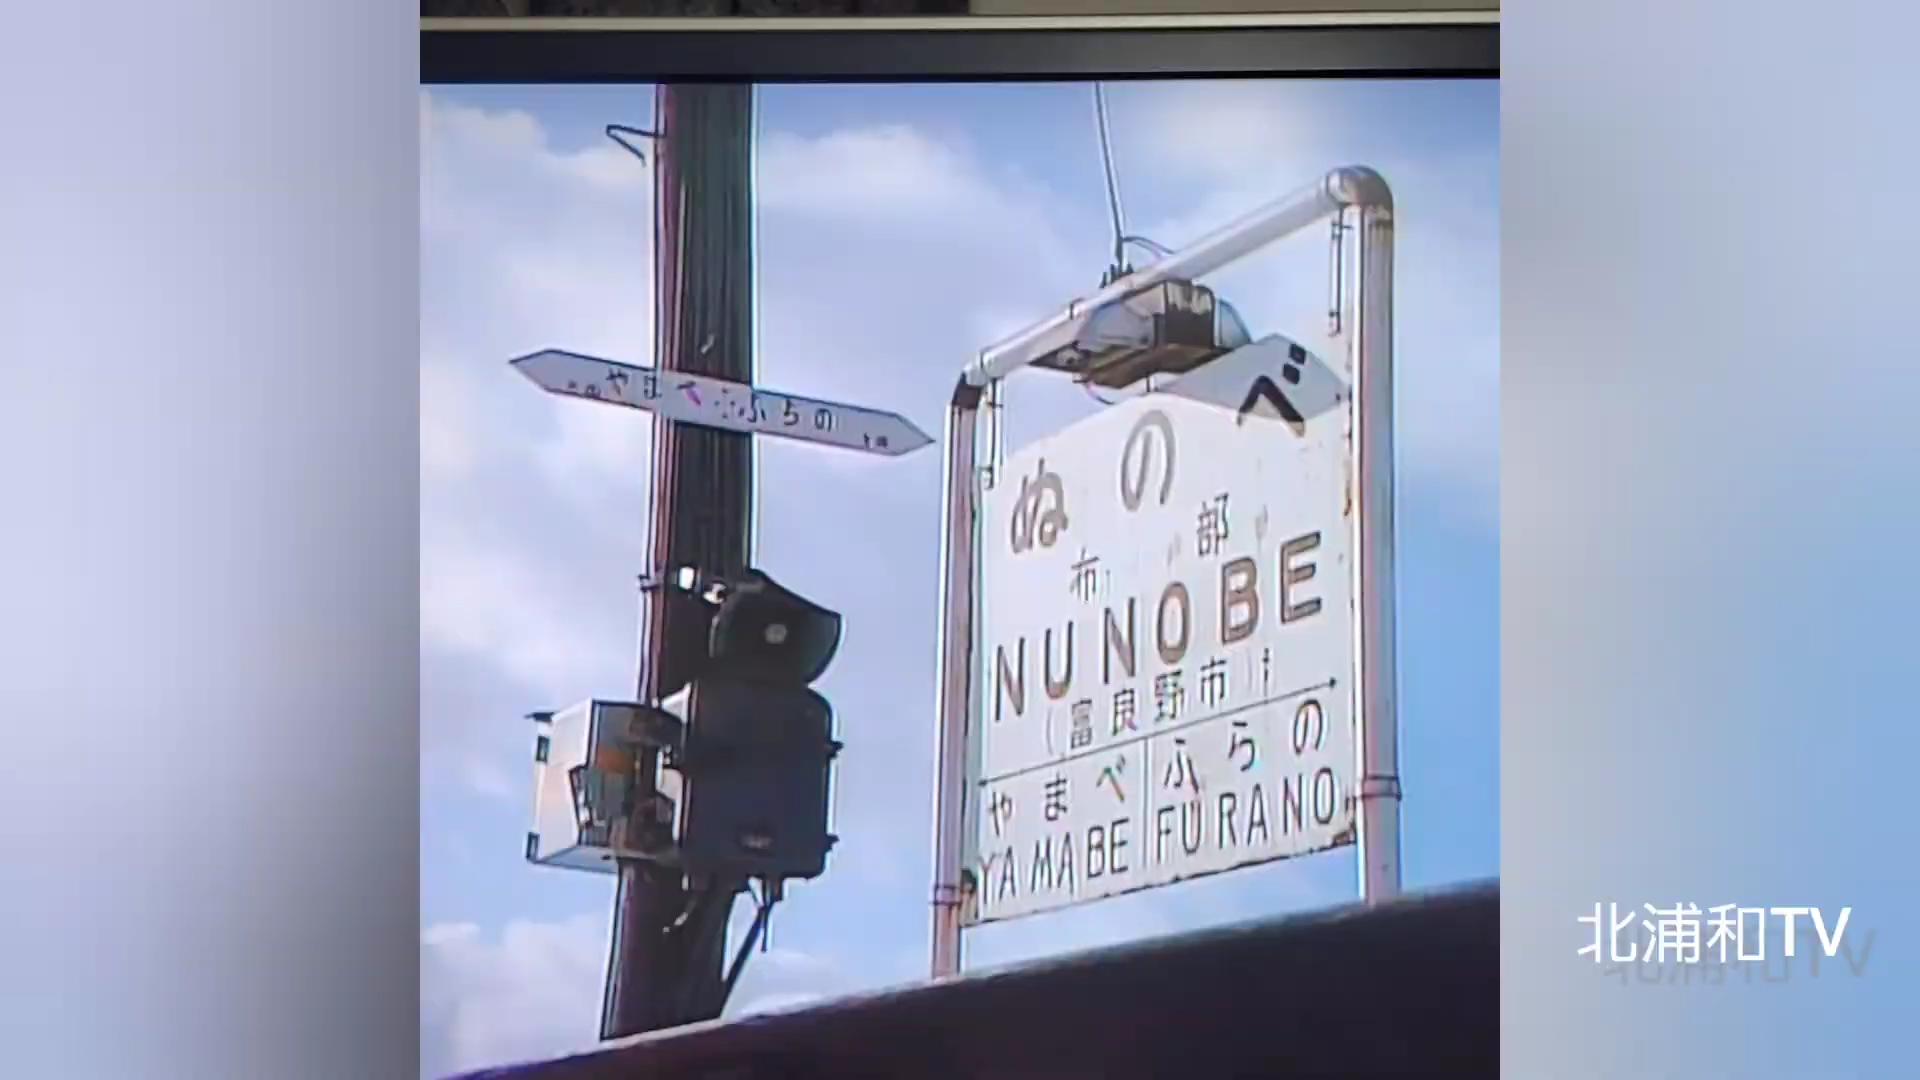 やまべ ふらの
ぬのべ
布部
NUNOBE
(富良野市)
やまべ ふらの
YAMABE FURANO
北浦和TV